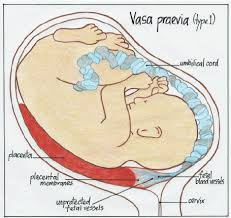 Vasa praevia (type 1)
umbilical cord
placenta
placental
membranes
unprotected
fetal vessels
fetal
blood vessels
cervix